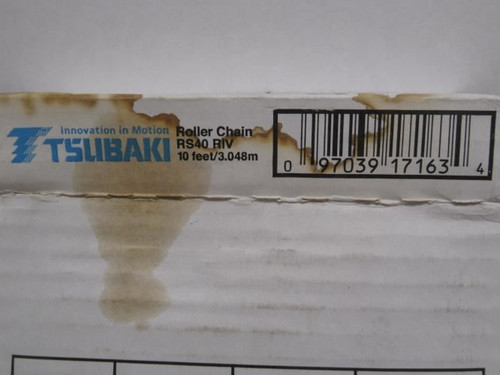 Innovation in Motion
TSUBAKI
Roller Chain
RS40 RIV
10 feet/3.048m
0 97039 17163 4